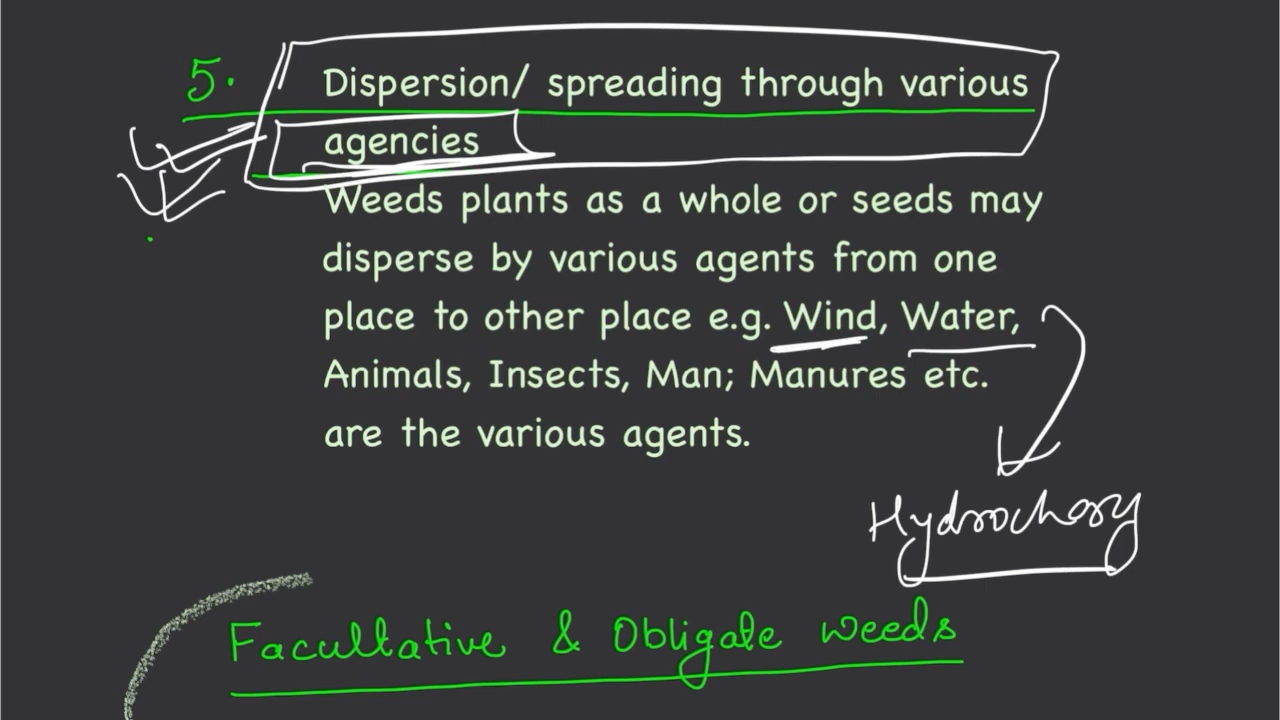 5. Dispersion/ spreading through various
agencies
Weeds plants as a whole or seeds may
disperse by various agents from one
place to other place e.g. Wind, Water,
Animals, Insects, Man; Manures etc.
are the various agents.
Hydrochory
Facultative & Obligate weeds